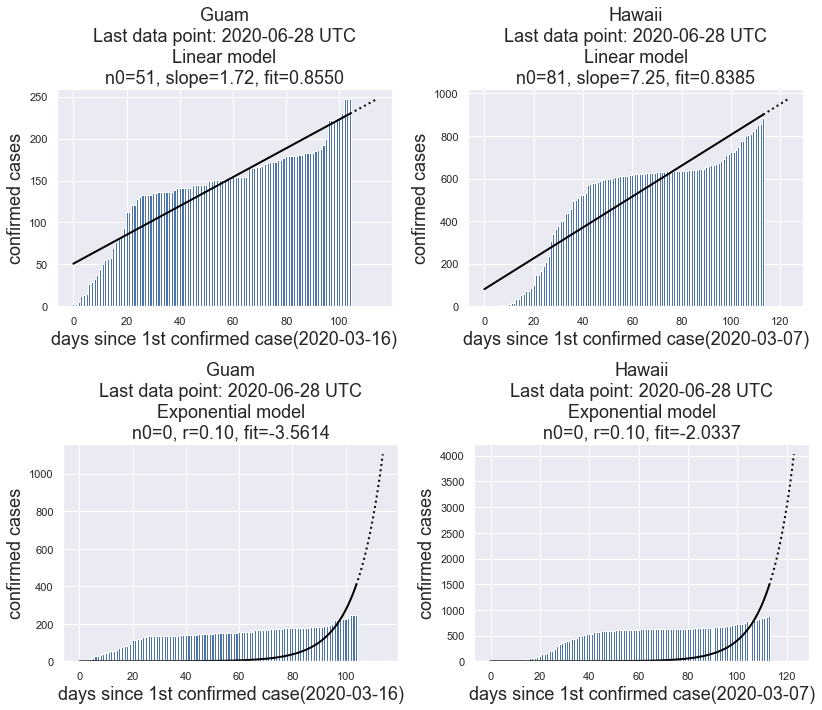 Guam
Last data point: 2020-06-28 UTC
Linear model
n0=51, slope=1.72, fit=0.8550
250
200
150
100
50
0
confirmed cases
0 20 40 60 80 100
days since 1st confirmed case(2020-03-16)
Hawaii
Last data point: 2020-06-28 UTC
Linear model
n0=81, slope=7.25, fit=0.8385
1000
800
600
400
200
0
confirmed cases
0 20 40 60 80 100 120
days since 1st confirmed case(2020-03-07)
Guam
Last data point: 2020-06-28 UTC
Exponential model
n0=0, r=0.10, fit=-3.5614
1000
800
600
400
200
0
confirmed cases
0 20 40 60 80 100
days since 1st confirmed case(2020-03-16)
Hawaii
Last data point: 2020-06-28 UTC
Exponential model
n0=0, r=0.10, fit=-2.0337
4000
3500
3000
2500
2000
1500
1000
500
0
confirmed cases
0 20 40 60 80 100 120
days since 1st confirmed case(2020-03-07)